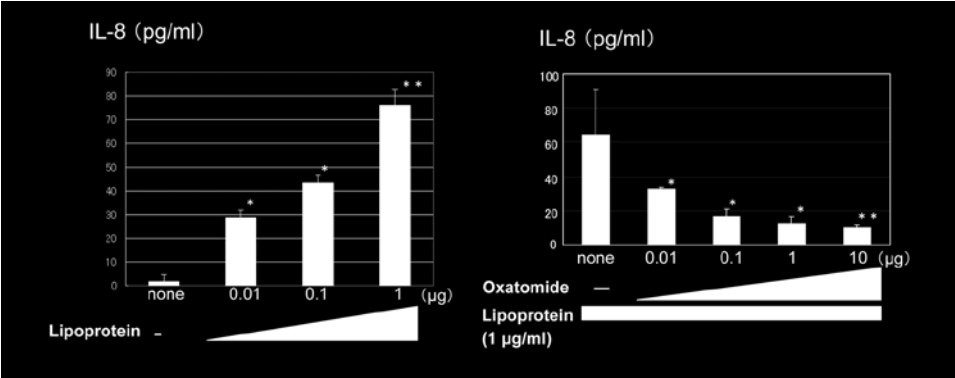 IL-8 (pg/ml)
90
80
70
60
50
40
30
20
10
0
**
*
*
none 0.01 0.1 1 (μg)
Lipoprotein -
IL-8 (pg/ml)
100
80
60
40
20
0
*
*
*
**
none 0.01 0.1 1 10 (μg)
Oxatomide —
Lipoprotein
(1 μg/ml)